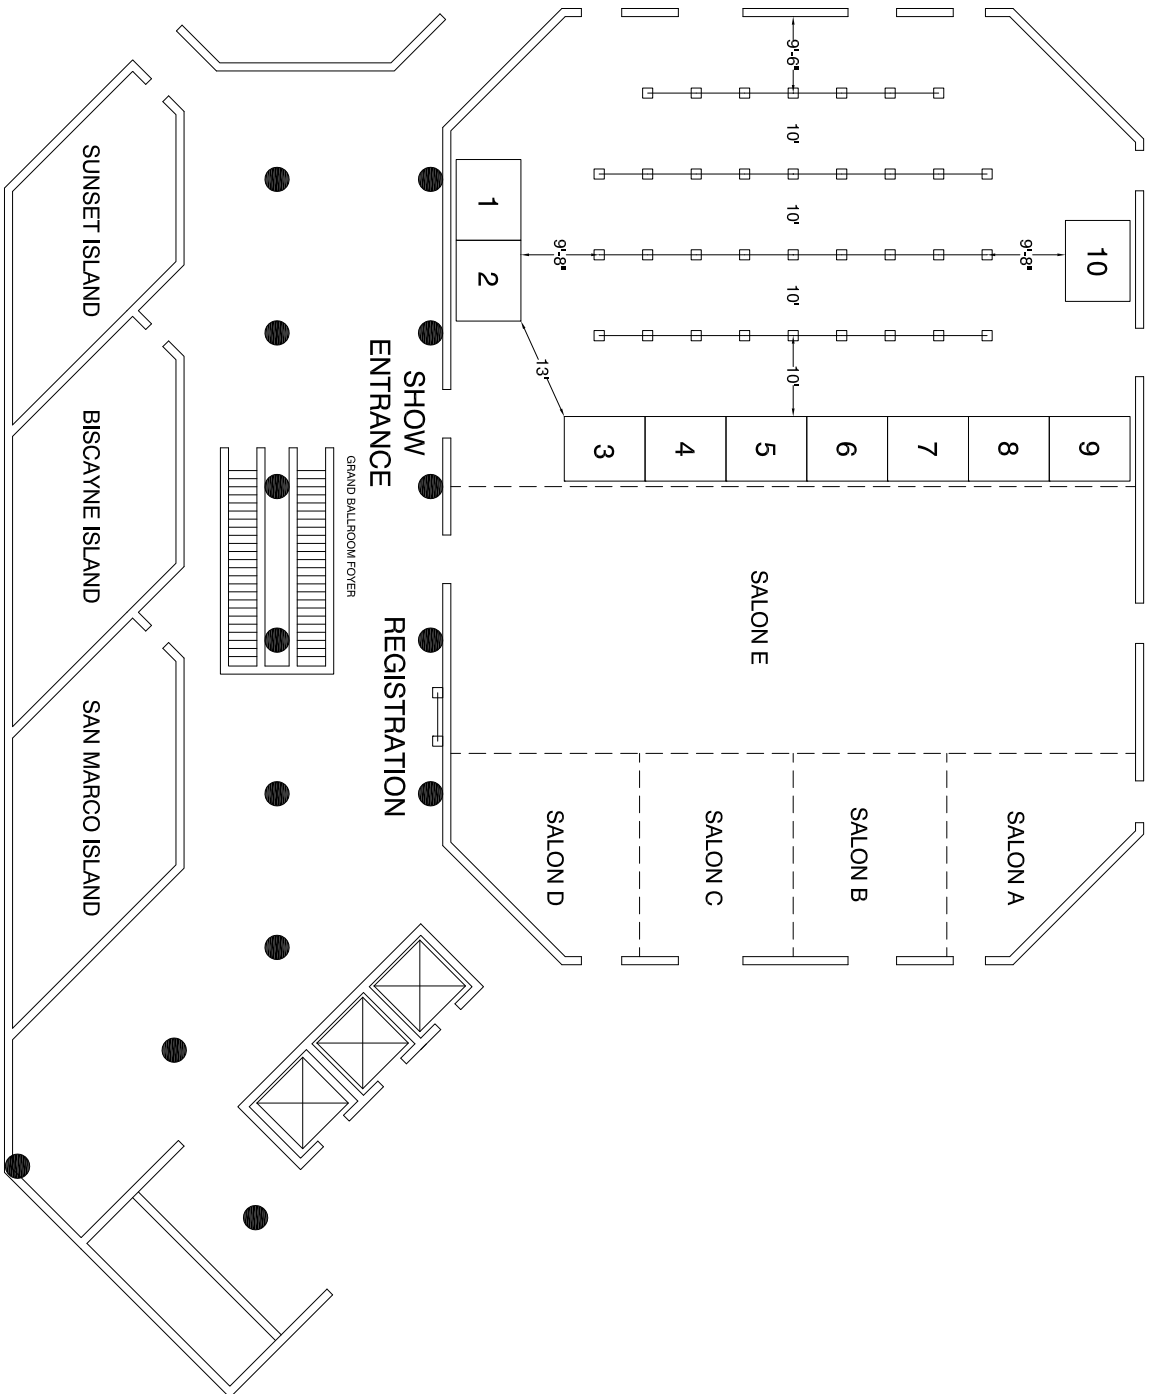 SUNSET ISLAND
BISCAYNE ISLAND
SAN MARCO ISLAND
SHOW
ENTRANCE
GRAND BALLROOM FOYER
REGISTRATION
1
2
3
4
5
6
7
8
9
10
9'-6"
10'
10'
10'
10'
9'-8"
9'-8"
13'
SALON E
SALON D
SALON C
SALON B
SALON A